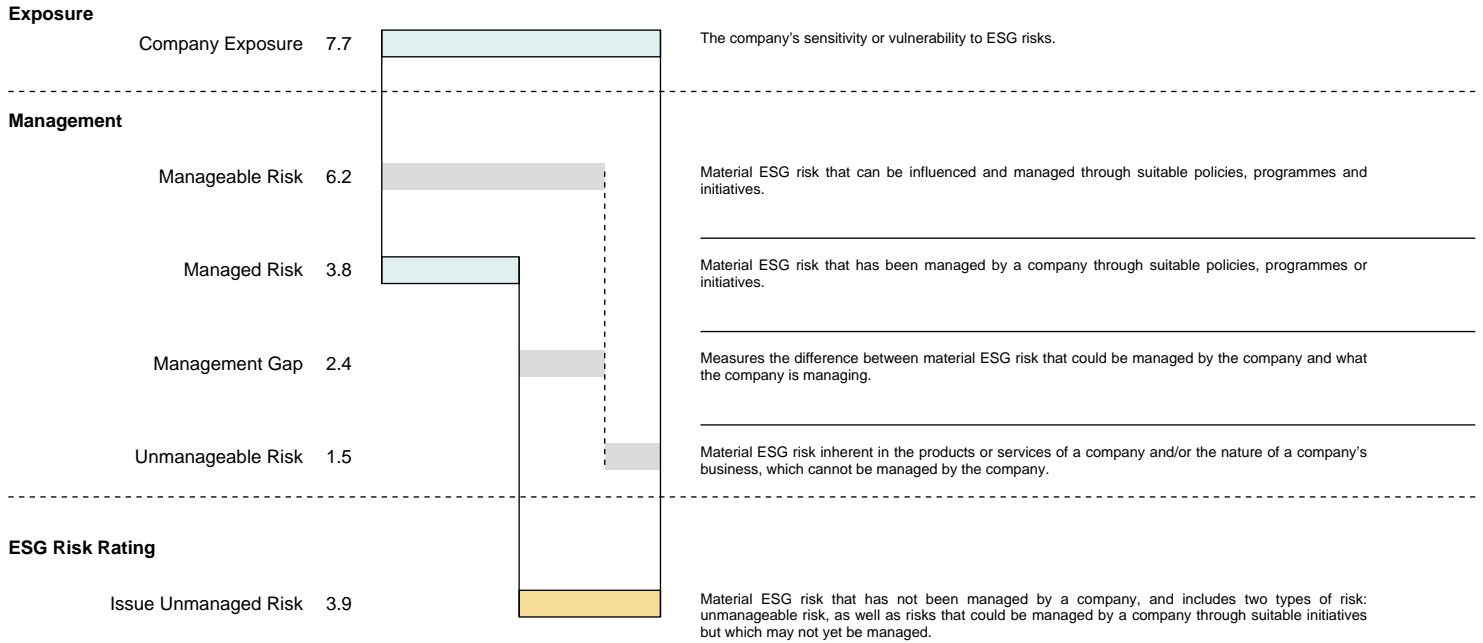 Exposure
Company Exposure 7.7
The company's sensitivity or vulnerability to ESG risks.
Management
Manageable Risk 6.2
Material ESG risk that can be influenced and managed through suitable policies, programmes and
initiatives.
Managed Risk 3.8
Material ESG risk that has been managed by a company through suitable policies, programmes or
initiatives.
Management Gap 2.4
Measures the difference between material ESG risk that could be managed by the company and what
the company is managing.
Unmanageable Risk 1.5
Material ESG risk inherent in the products or services of a company and/or the nature of a company's
business, which cannot be managed by the company.
ESG Risk Rating
Issue Unmanaged Risk 3.9
Material ESG risk that has not been managed by a company, and includes two types of risk:
unmanageable risk, as well as risks that could be managed by a company through suitable initiatives
but which may not yet be managed.